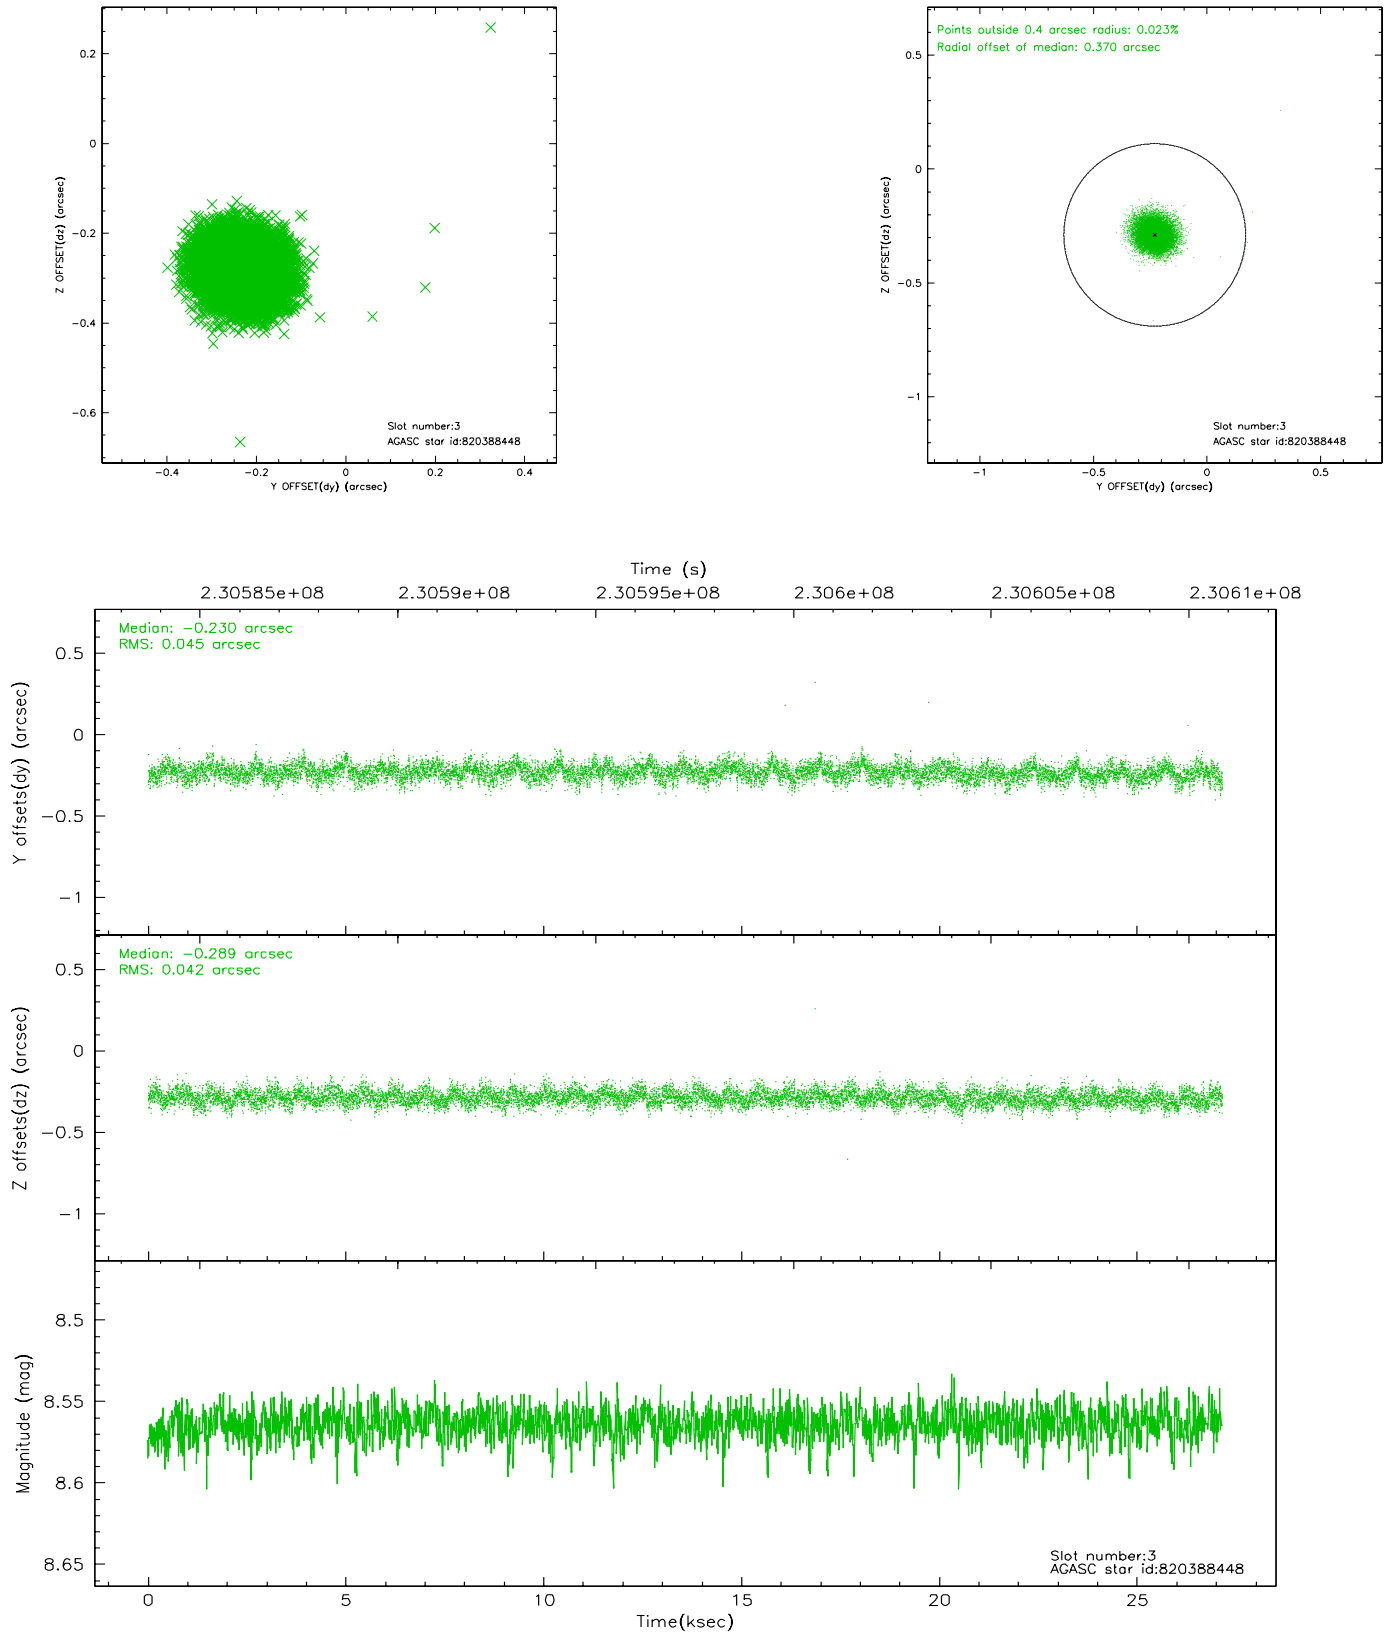 0.2
0
−0.2
−0.4
−0.6
Z OFFSET(dz) (arcsec)
Slot number:3
AGASC star id:820388448
−0.4
−0.2
0
0.2
0.4
Y OFFSET(dy) (arcsec)
Points outside 0.4 arcsec radius: 0.023%
Radial offset of median: 0.370 arcsec
0.5
0
−0.5
−1
Z OFFSET(dz) (arcsec)
Slot number:3
AGASC star id:820388448
−1
−0.5
0
0.5
Y OFFSET(dy) (arcsec)
Time (s)
2.30585e+08
2.3059e+08
2.30595e+08
2.306e+08
2.30605e+08
2.3061e+08
Median: −0.230 arcsec
RMS: 0.045 arcsec
0.5
0
−0.5
−1
Y offsets(dy) (arcsec)
Median: −0.289 arcsec
RMS: 0.042 arcsec
0.5
0
−0.5
−1
Z offsets(dz) (arcsec)
8.5
8.55
8.6
8.65
Magnitude (mag)
Slot number:3
AGASC star id:820388448
0
5
10
15
20
25
Time(ksec)